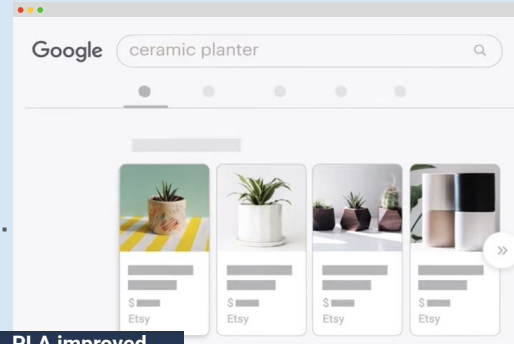 Google
ceramic planter
$
Etsy
$
Etsy
$
Etsy
$
Etsy
PLA improved